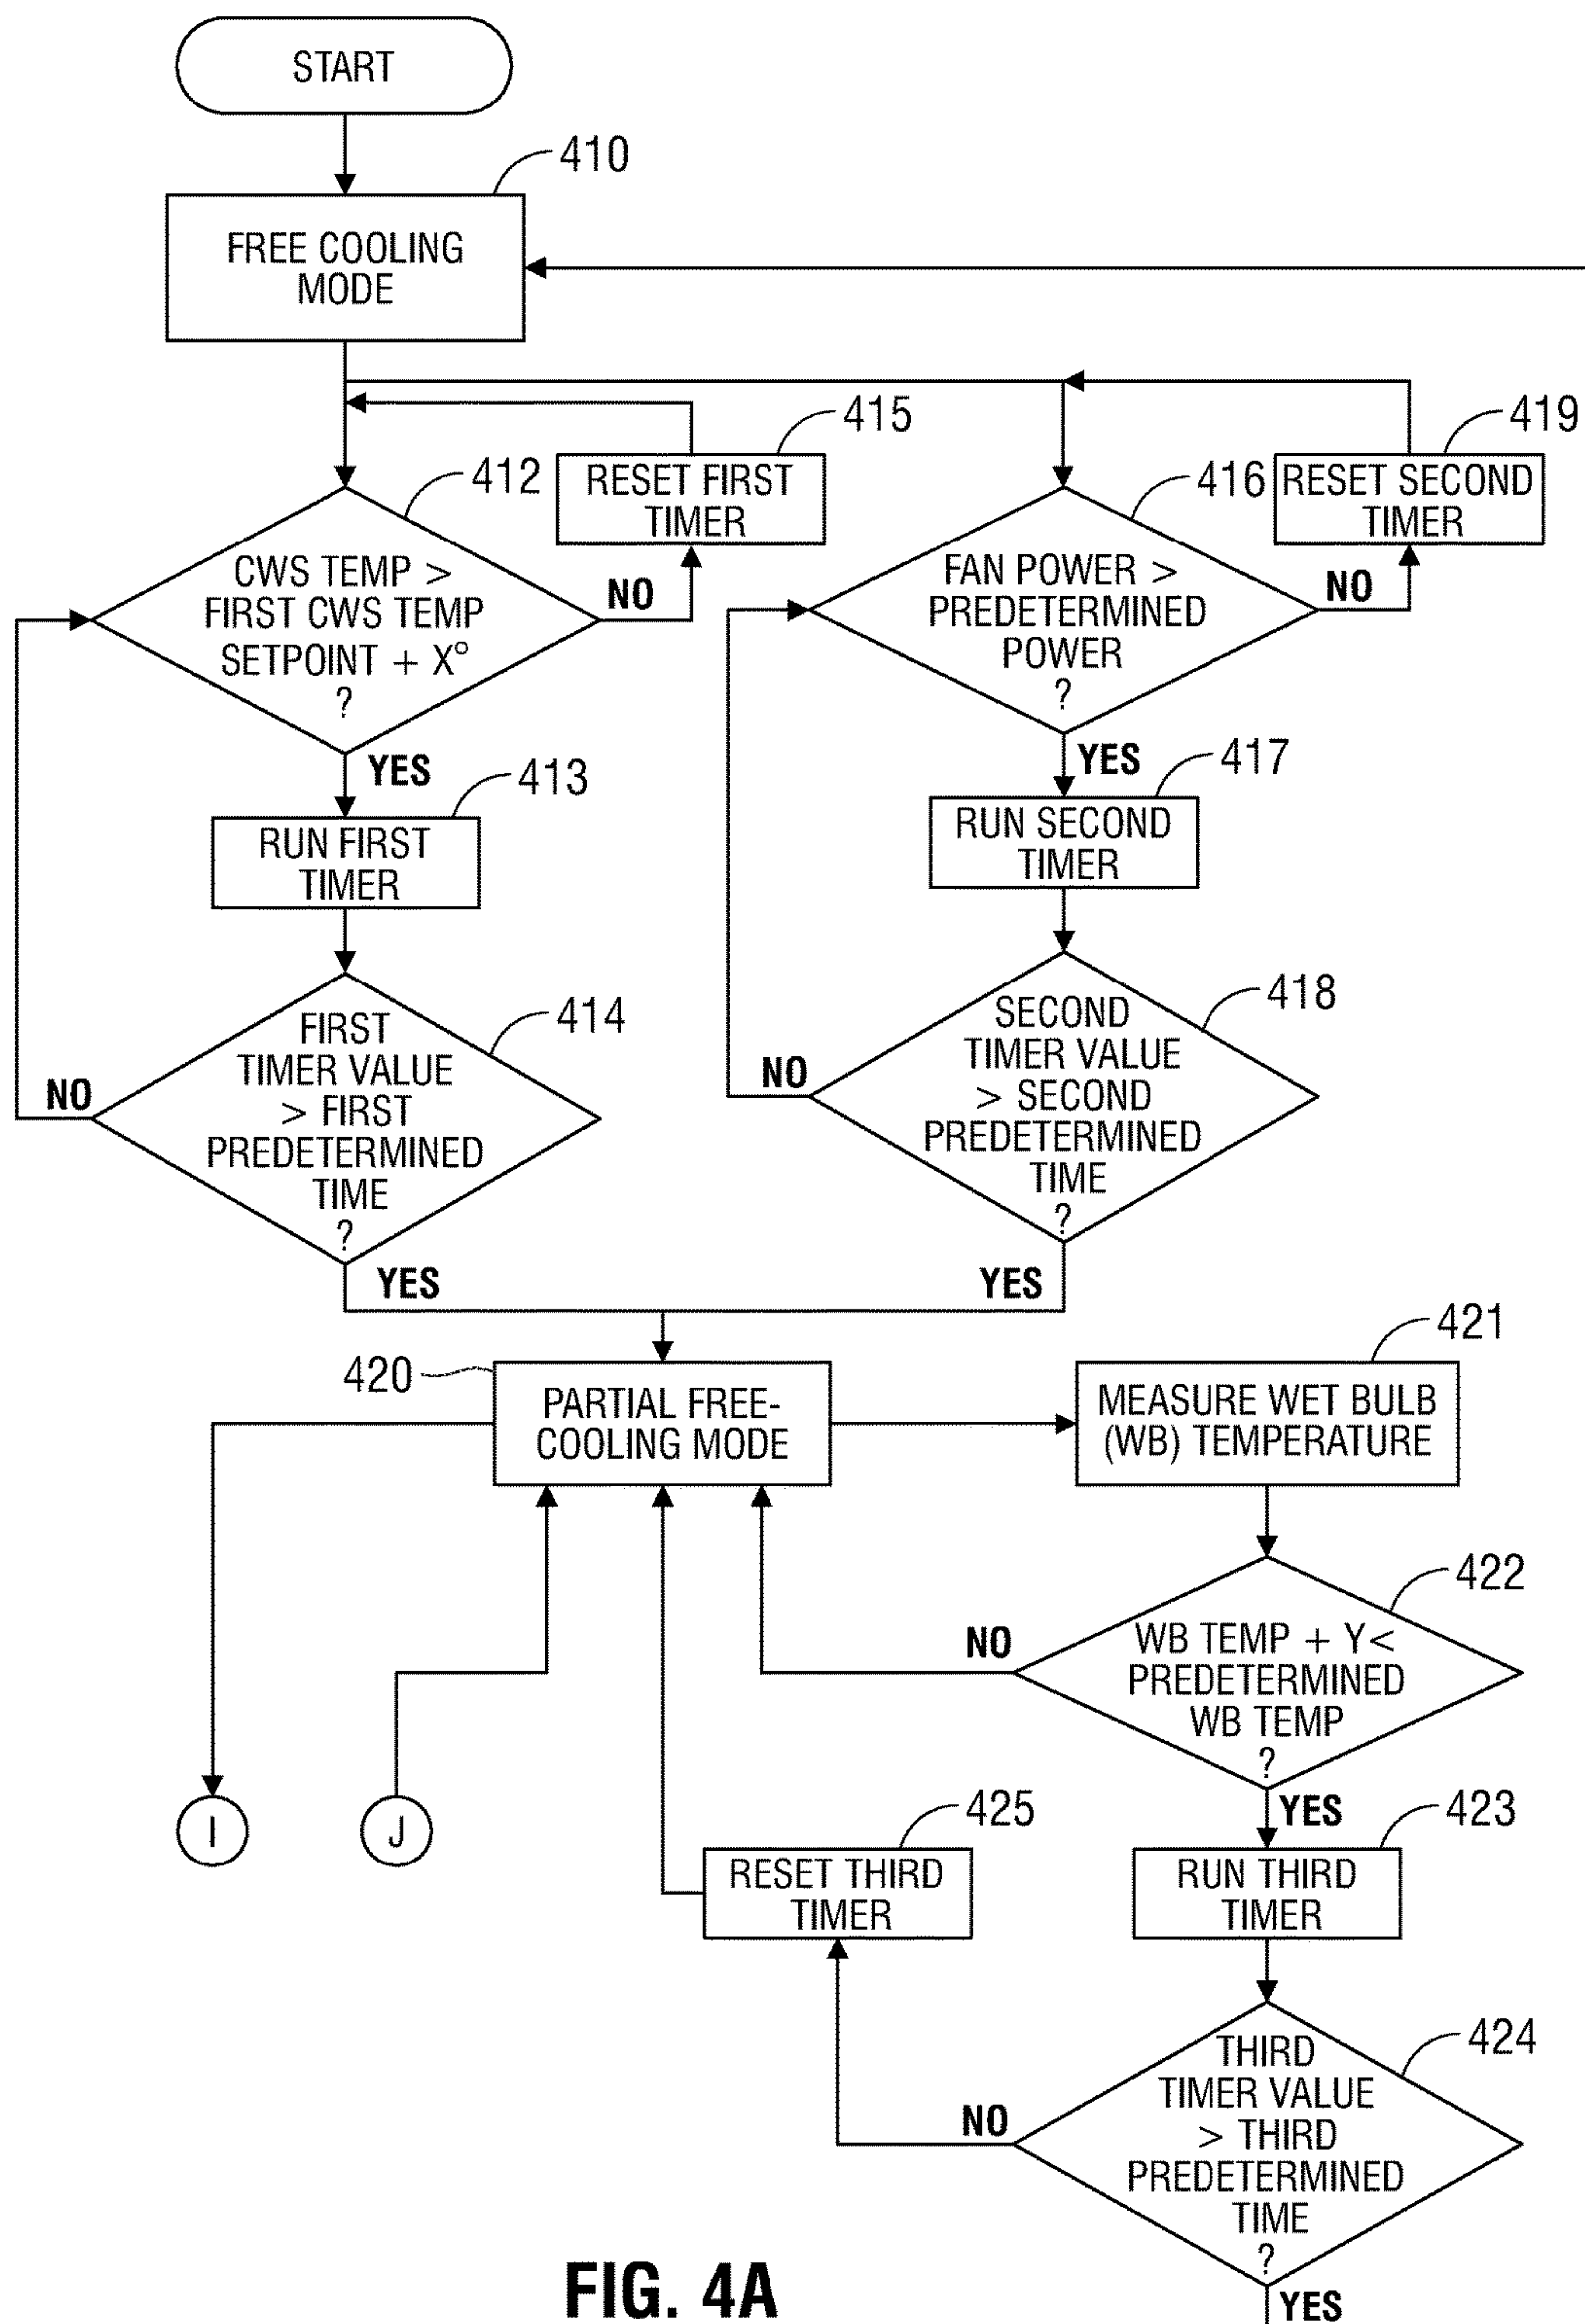 START
410
FREE COOLING
MODE
415
419
412
RESET FIRST
TIMER
416
RESET SECOND
TIMER
CWS TEMP >
FIRST CWS TEMP
SETPOINT + X°
?
NO
FAN POWER >
PREDETERMINED
POWER
?
NO
YES
413
YES
417
RUN FIRST
TIMER
RUN SECOND
TIMER
414
418
FIRST
TIMER VALUE
> FIRST
PREDETERMINED
TIME
?
NO
SECOND
TIMER VALUE
> SECOND
PREDETERMINED
TIME
?
NO
YES
YES
420
421
PARTIAL FREE-
COOLING MODE
MEASURE WET BULB
(WB) TEMPERATURE
422
NO
WB TEMP + Y<
PREDETERMINED
WB TEMP
?
I
J
425
YES
423
RESET THIRD
TIMER
RUN THIRD
TIMER
424
NO
THIRD
TIMER VALUE
> THIRD
PREDETERMINED
TIME
?
YES
FIG. 4A